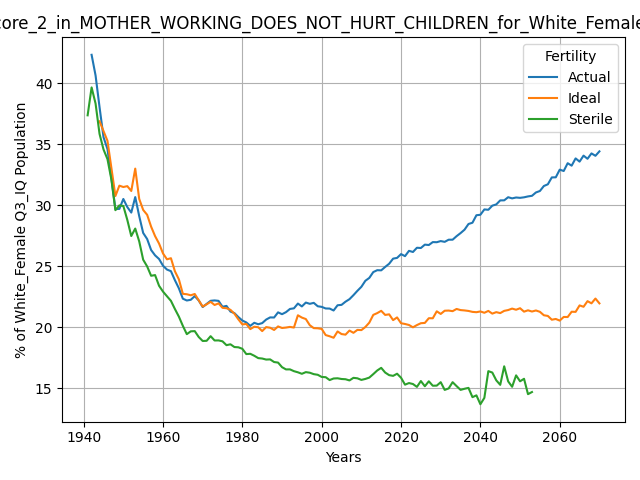 core_2_in_MOTHER_WORKING_DOES_NOT_HURT_CHILDREN_for_White_Female
Fertility
Actual
Ideal
Sterile
% of White_Female Q3_IQ Population
40
35
30
25
20
15
1940 1960 1980 2000 2020 2040 2060
Years